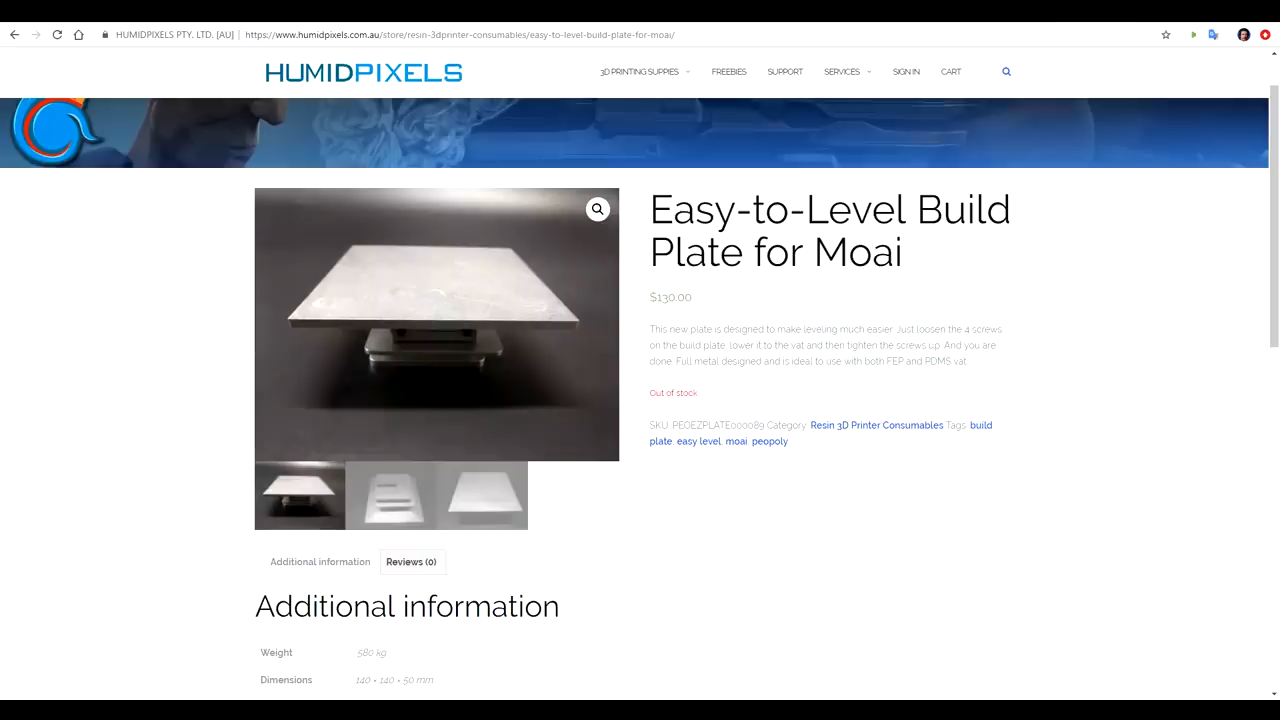 HUMIDPIXELS PTY. LTD. [AU] | https://www.humidpixels.com.au/store/resin-3dprinter-consumables/easy-to-level-build-plate-for-moai/
HUMIDPIXELS
3D PRINTING SUPPIES FREEBIES SUPPORT SERVICES SIGN IN CART
Easy-to-Level Build
Plate for Moai
$130.00
This new plate is designed to make leveling much easier. Just loosen the 4 screws
on the build plate, lower it to the vat and then tighten the screws up. And you are
done. Full metal designed and is ideal to use with both FEP and PDMS vat.
Out of stock
SKU: PEOEZPLATE000089 Category: Resin 3D Printer Consumables Tags: build
plate, easy level, moai, peopoly
Additional information Reviews (0)
Additional information
Weight 580 kg
Dimensions 140 × 140 × 50 mm